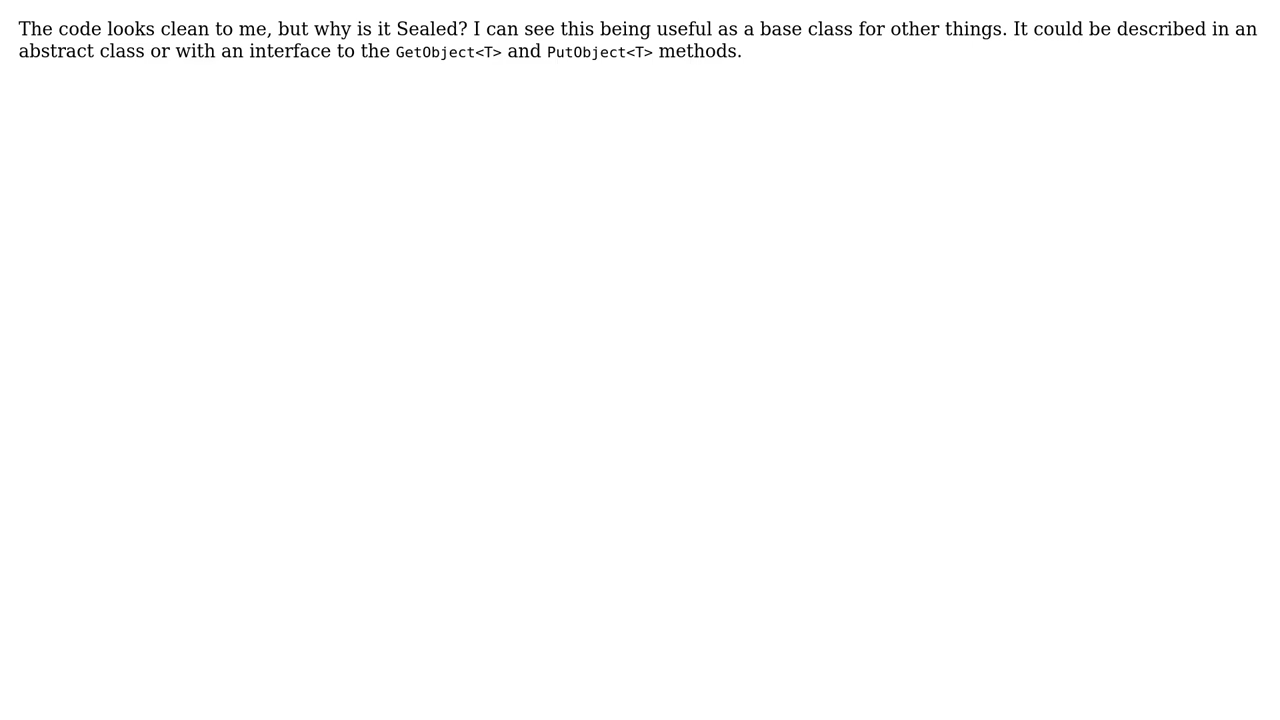 The code looks clean to me, but why is it Sealed? I can see this being useful as a base class for other things. It could be described in an
abstract class or with an interface to the GetObject<T> and PutObject<T> methods.